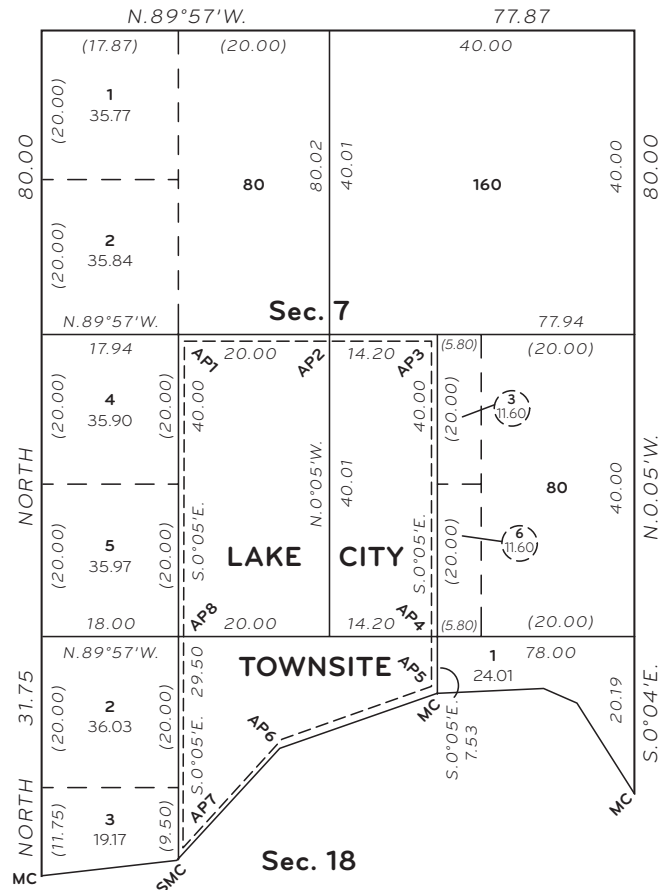 N.89°57'W. 77.87
(17.87) (20.00) 40.00
(20.00) 1
35.77
80.00 80.02 40.01 40.00 80.00
80 160
(20.00) 2
35.84
Sec. 7
N.89°57'W. 77.94
17.94 AP1 20.00 AP2 14.20 AP3 (5.80) (20.00)
(20.00) 4 (20.00) 40.00 40.00 (20.00) 3
35.90 11.60
NORTH N.0°05'W. 40.01 80 40.00 N.0.05'W.
(20.00) 5 (20.00) S.0°05'E. S.0°05'E. (20.00) 6
35.97 11.60
LAKE CITY
18.00 AP8 20.00 14.20 AP4 (5.80) (20.00)
N.89°57'W. TOWNSITE 1 78.00
AP5 24.01
31.75 (20.00) 2 (20.00) 29.50 MC 20.19
36.03 S.0°05'E. AP6 S.0°05'E. 7.53 S.0°04'E.
NORTH (11.75) 3 (9.50) AP7 MC
19.17
MC SMC Sec. 18